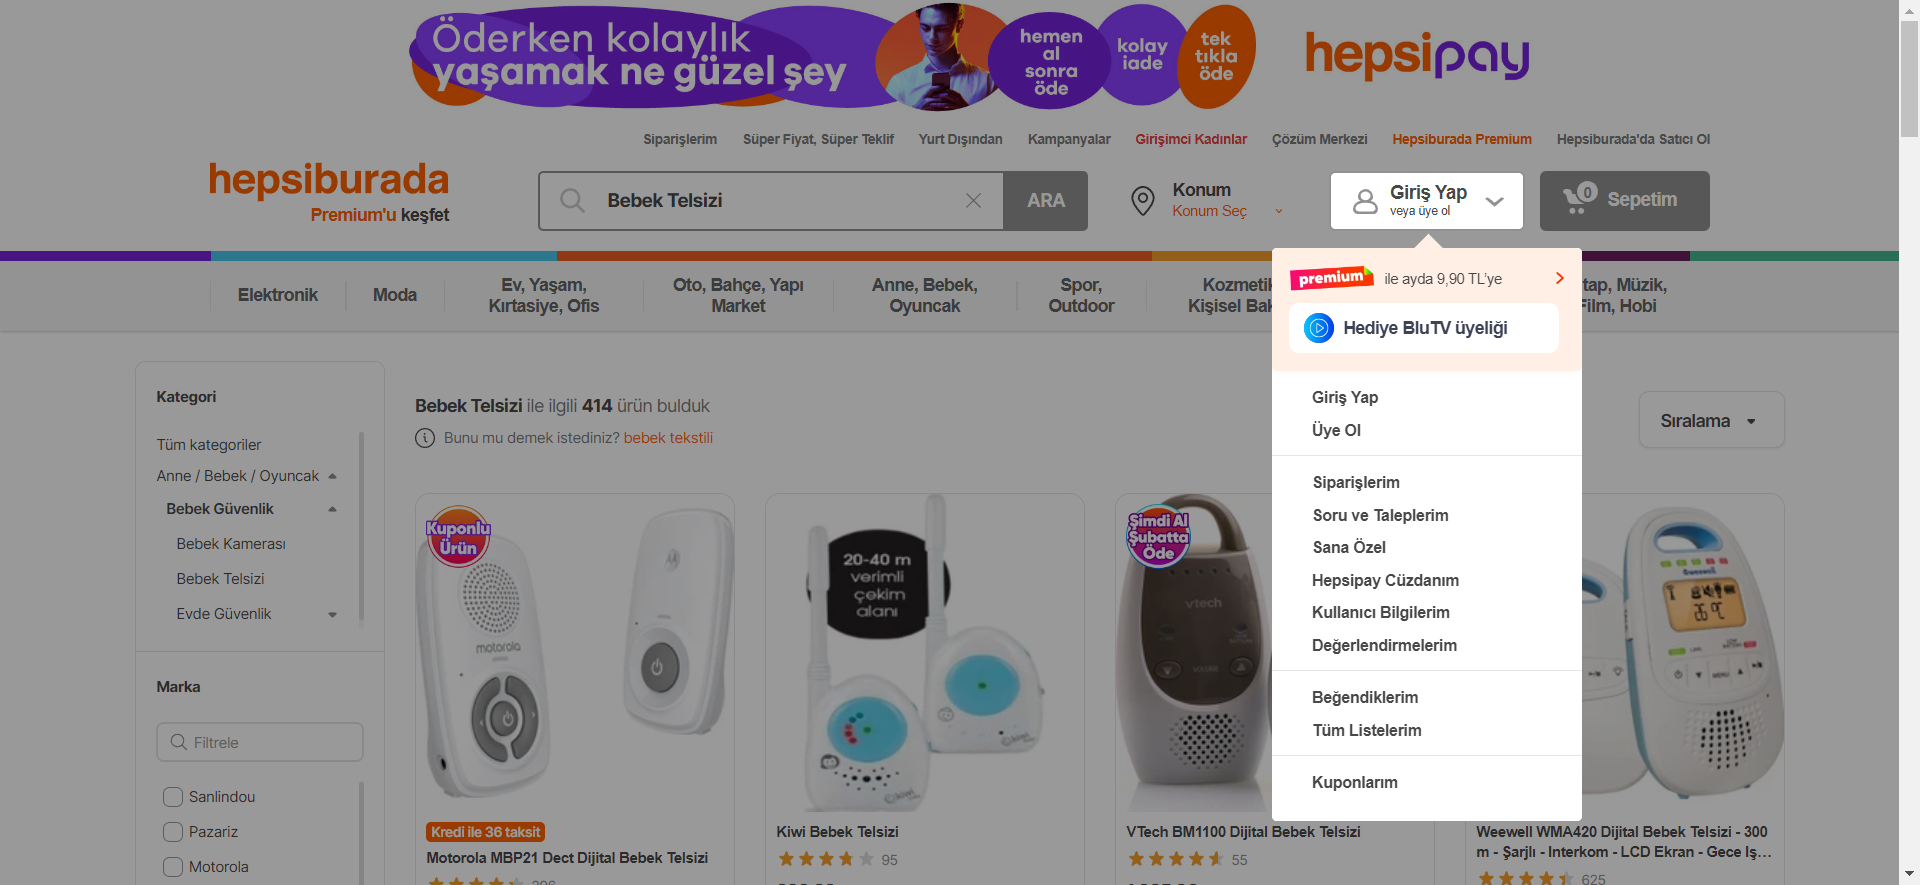 Öderken kolaylık
yaşamak ne güzel şey
hemen
al
sonra
öde
kolay
iade
tek
tıkla
öde
hepsipay
Siparişlerim
Süper Fiyat, Süper Teklif
Yurt Dışından
Kampanyalar
Girişimci Kadınlar
Çözüm Merkezi
Hepsiburada Premium
Hepsiburada'da Satıcı Ol
hepsiburada
Premium'u keşfet
Bebek Telsizi
ARA
Konum
Konum Seç
Giriş Yap
veya üye ol
0
Sepetim
Elektronik
Moda
Ev, Yaşam,
Kırtasiye, Ofis
Oto, Bahçe, Yapı
Market
Anne, Bebek,
Oyuncak
Spor,
Outdoor
Kozmetik
Kişisel Bak
tap, Müzik,
Film, Hobi
premium ile ayda 9,90 TL'ye
Hediye BluTV üyeliği
Giriş Yap
Üye Ol
Siparişlerim
Soru ve Taleplerim
Sana Özel
Hepsipay Cüzdanım
Kullanıcı Bilgilerim
Değerlendirmelerim
Beğendiklerim
Tüm Listelerim
Kuponlarım
Kategori
Tüm kategoriler
Anne / Bebek / Oyuncak
Bebek Güvenlik
Bebek Kamerası
Bebek Telsizi
Evde Güvenlik
Marka
Filtrele
Sanlindou
Pazariz
Motorola
Bebek Telsizi ile ilgili 414 ürün bulduk
Bunu mu demek istediniz? bebek tekstili
Sıralama
Kuponlu
Ürün
motorola
Kredi ile 36 taksit
Motorola MBP21 Dect Dijital Bebek Telsizi
20-40 m
verimli
çekim
alanı
kiwi
Kiwi Bebek Telsizi
95
Şimdi Al
Şubatta
Öde
vtech
VOLUME
VTech BM1100 Dijital Bebek Telsizi
55
Weewell
MENU
Weewell WMA420 Dijital Bebek Telsizi - 300
m - Şarjlı - Interkom - LCD Ekran - Gece Iş...
625